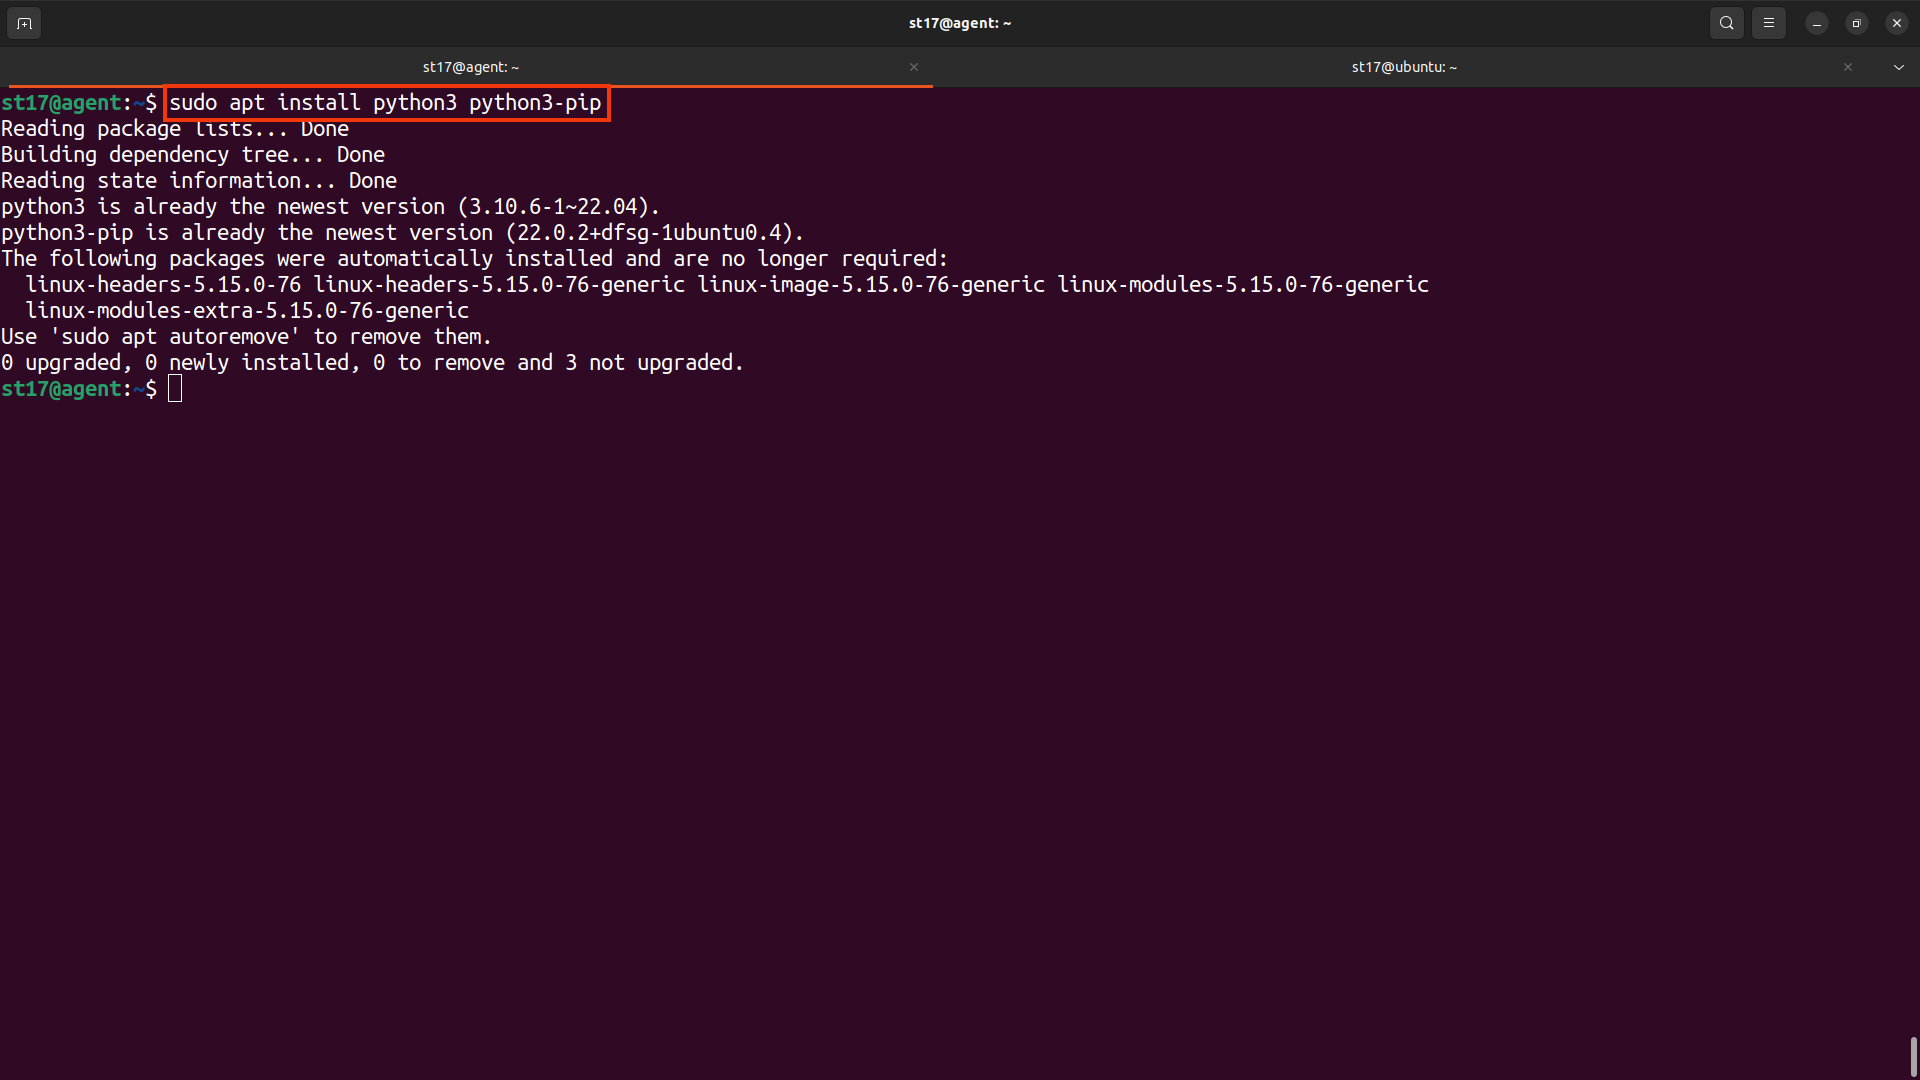 st17@agent: ~
st17@agent: ~
st17@ubuntu: ~
st17@agent:~$ sudo apt install python3 python3-pip
Reading package lists... Done
Building dependency tree... Done
Reading state information... Done
python3 is already the newest version (3.10.6-1~22.04).
python3-pip is already the newest version (22.0.2+dfsg-1ubuntu0.4).
The following packages were automatically installed and are no longer required:
  linux-headers-5.15.0-76 linux-headers-5.15.0-76-generic linux-image-5.15.0-76-generic linux-modules-5.15.0-76-generic
  linux-modules-extra-5.15.0-76-generic
Use 'sudo apt autoremove' to remove them.
0 upgraded, 0 newly installed, 0 to remove and 3 not upgraded.
st17@agent:~$